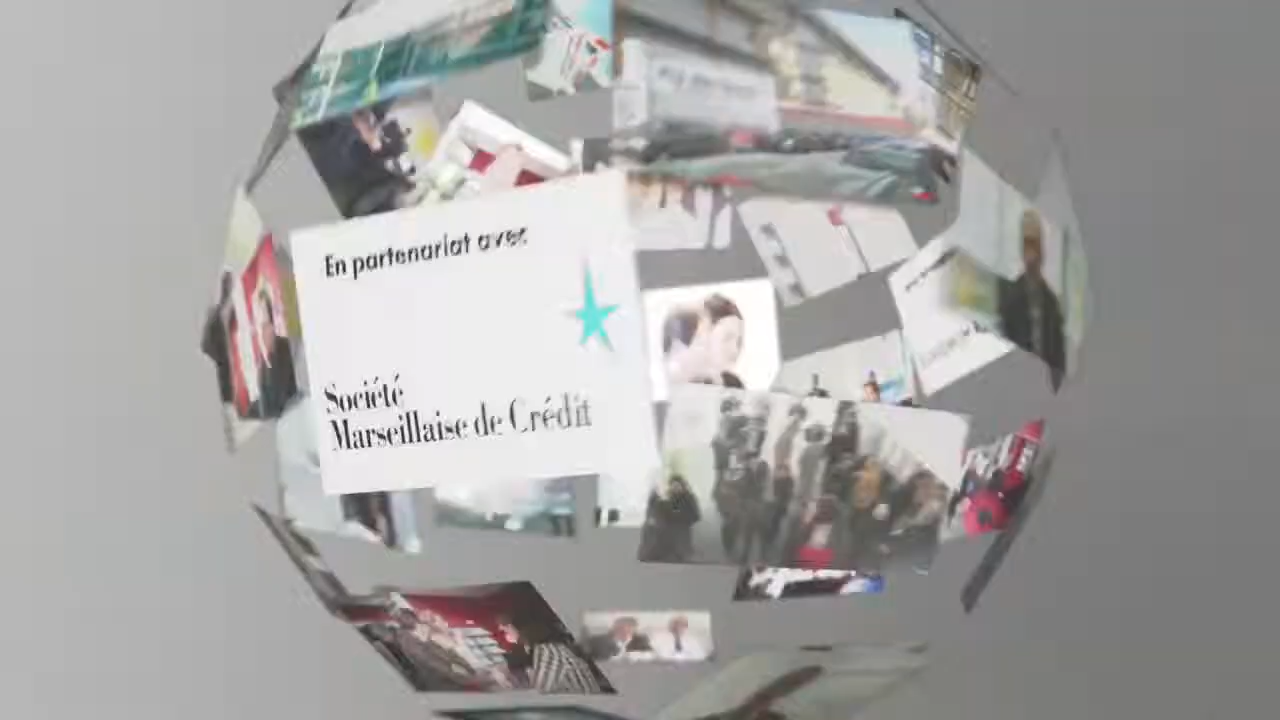 En partenariat avec
Société
Marseillaise de Crédit